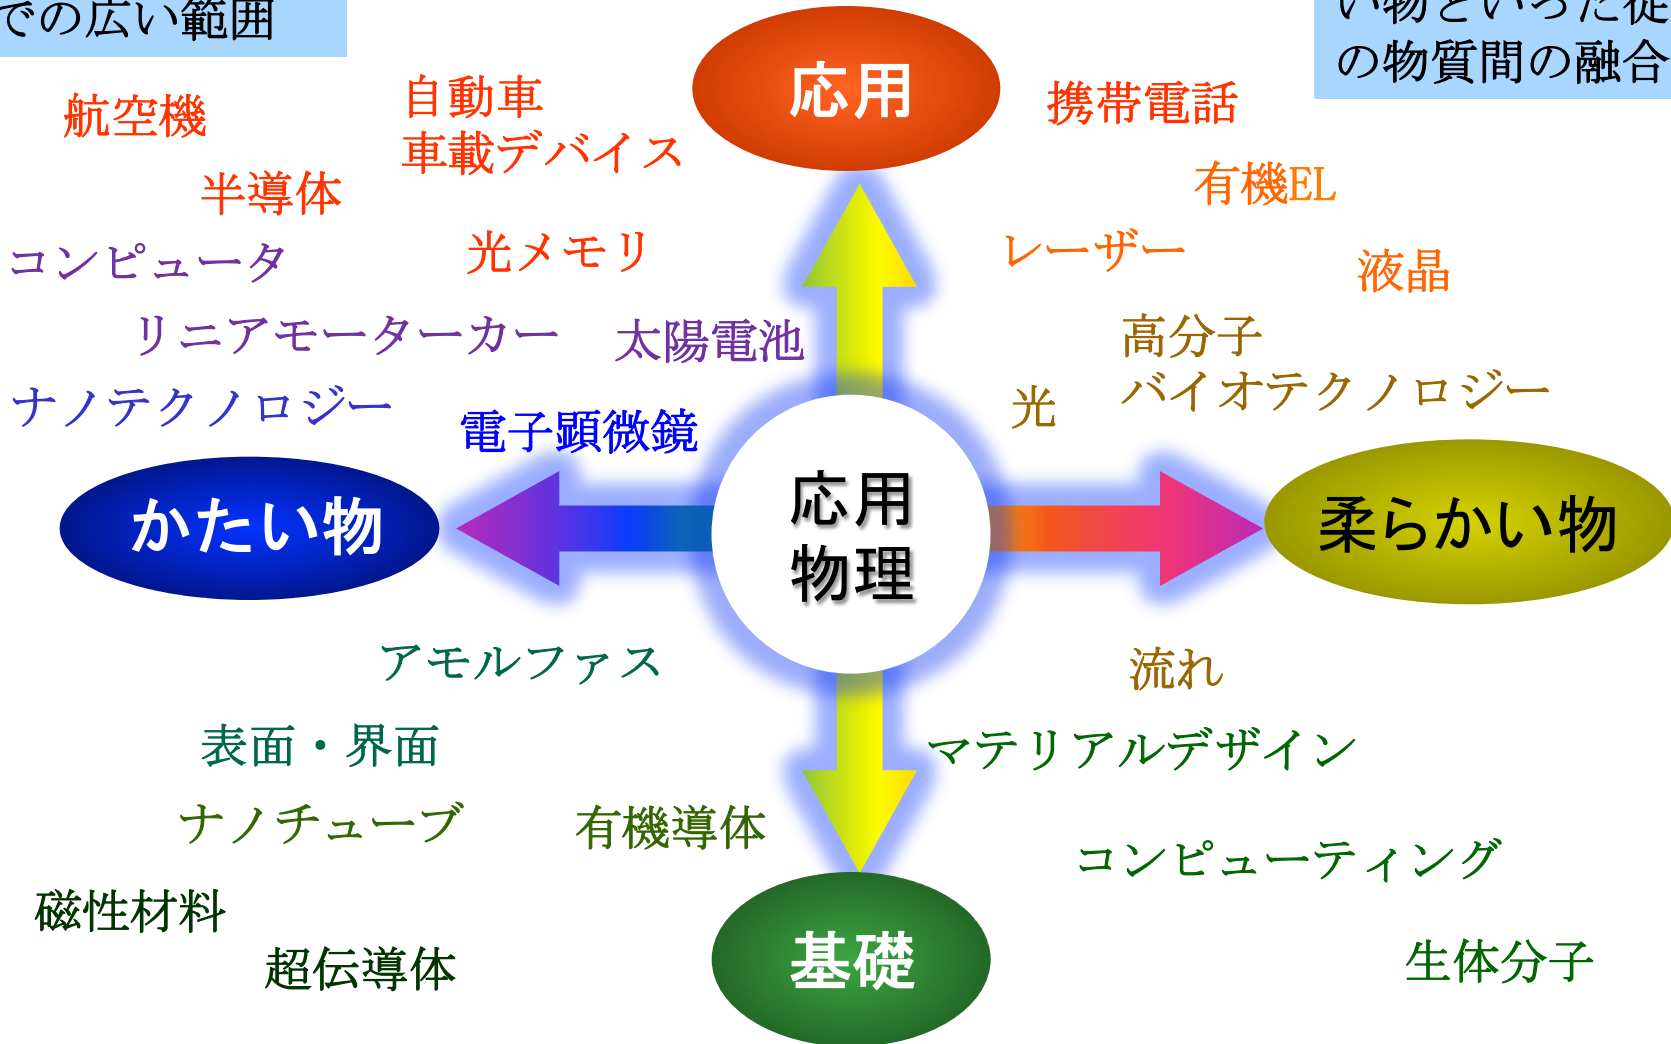 での広い範囲
い物といった従
の物質間の融合
応用
航空機
自動車
車載デバイス
携帯電話
半導体
有機EL
コンピュータ
光メモリ
レーザー
液晶
リニアモーターカー
太陽電池
高分子
バイオテクノロジー
ナノテクノロジー
電子顕微鏡
光
かたい物
応用
物理
柔らかい物
アモルファス
流れ
表面・界面
マテリアルデザイン
ナノチューブ
有機導体
コンピューティング
磁性材料
超伝導体
基礎
生体分子